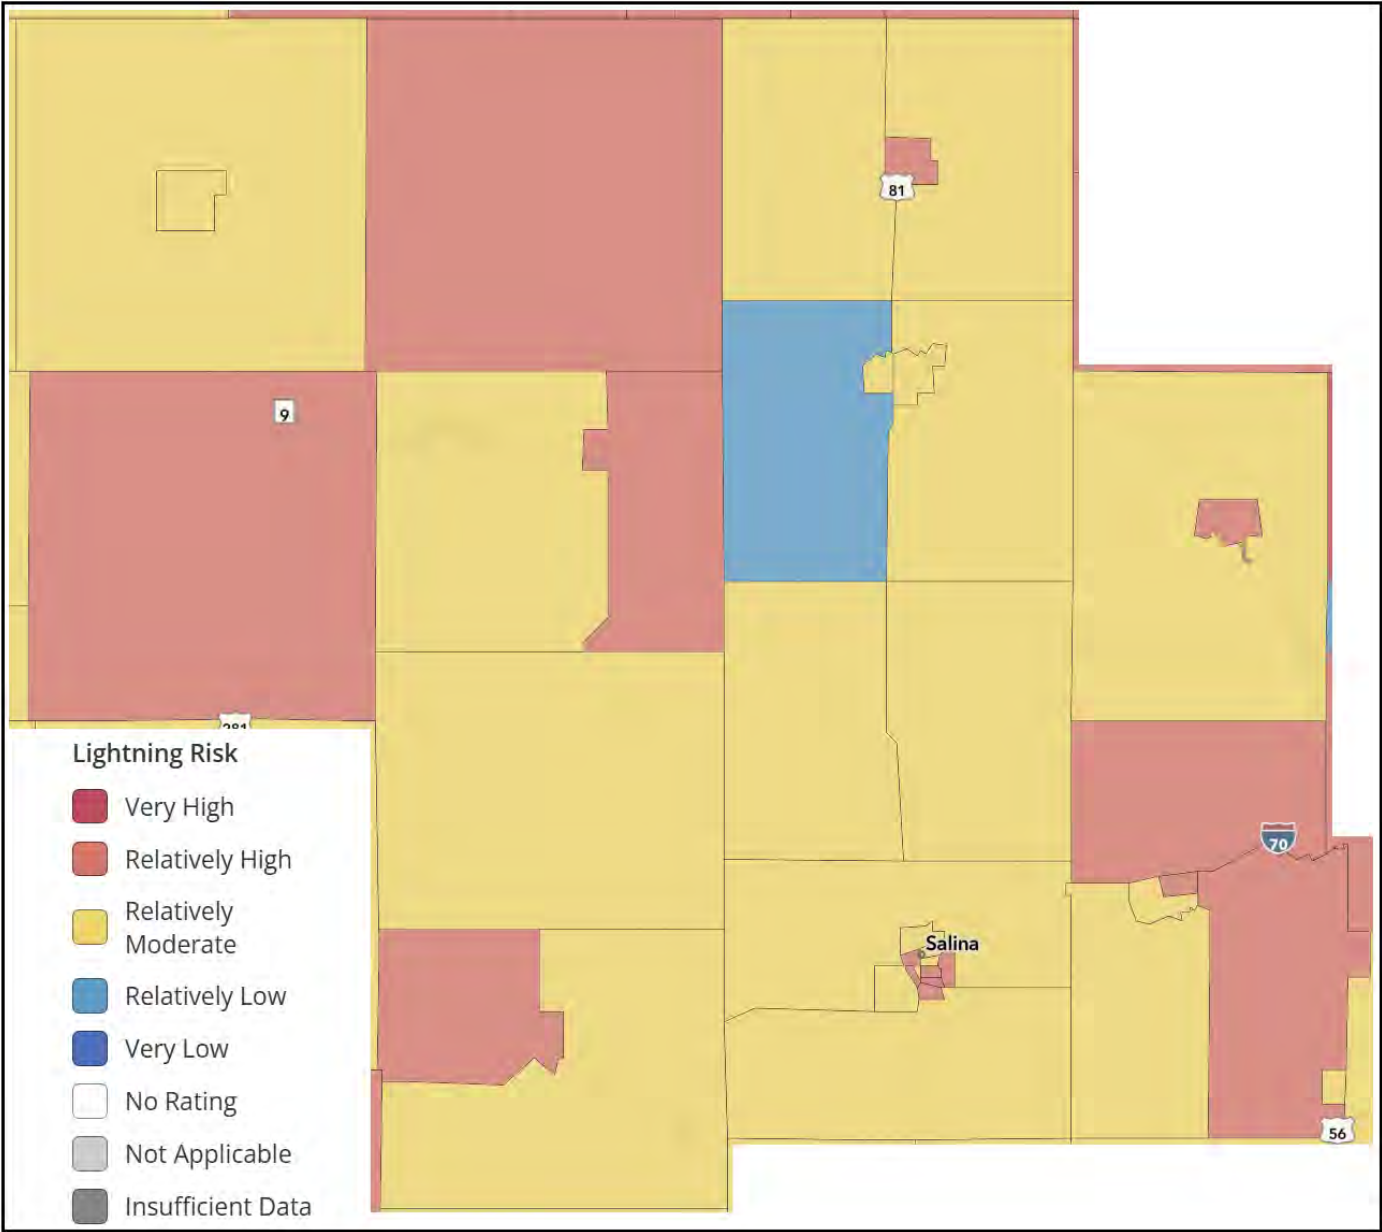 81
9
281
Lightning Risk
Very High
Relatively High
70
Relatively
Moderate
Salina
Relatively Low
Very Low
No Rating
56
Not Applicable
Insufficient Data